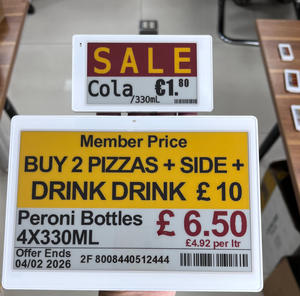 SALE
Cola €1.80
/330mL
Member Price
BUY 2 PIZZAS + SIDE +
DRINK DRINK £10
Peroni Bottles £6.50
4X330ML £4.92 per ltr
Offer Ends
04/02 2026 2F 8008440512444